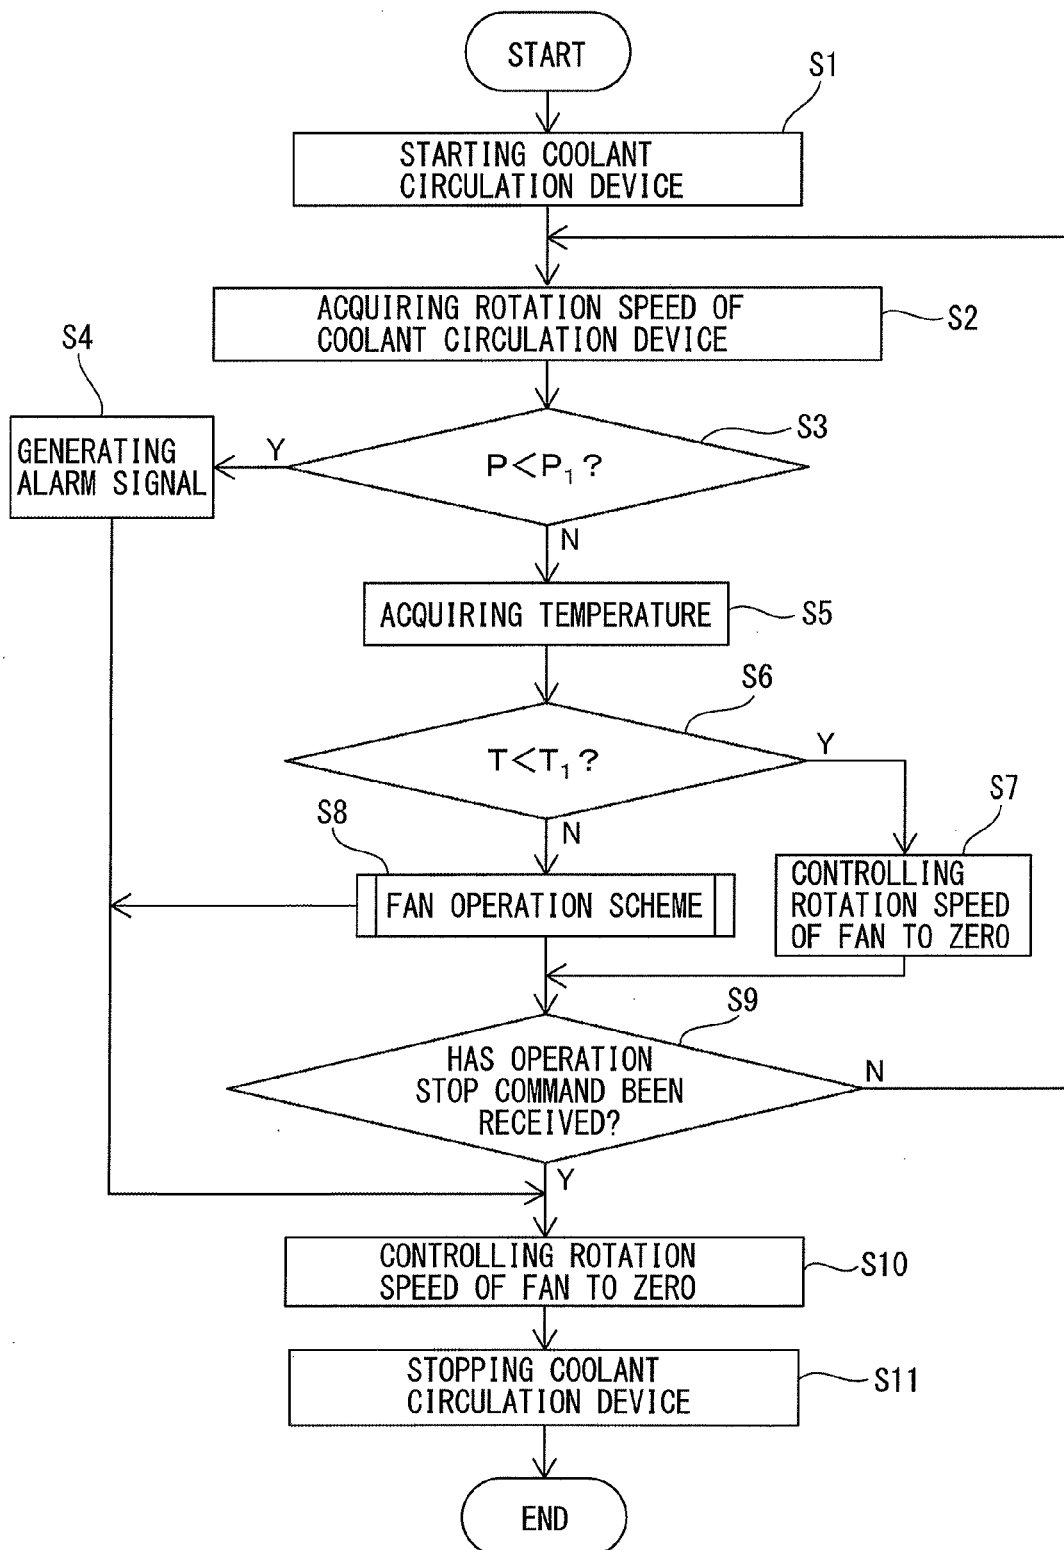 START
S1
STARTING COOLANT
CIRCULATION DEVICE
ACQUIRING ROTATION SPEED OF
COOLANT CIRCULATION DEVICE
S2
S4
GENERATING
ALARM SIGNAL
Y
P<P₁?
S3
N
ACQUIRING TEMPERATURE
S5
S6
T<T₁?
Y
N
S7
CONTROLLING
ROTATION SPEED
OF FAN TO ZERO
S8
FAN OPERATION SCHEME
S9
HAS OPERATION
STOP COMMAND BEEN
RECEIVED?
N
Y
CONTROLLING ROTATION
SPEED OF FAN TO ZERO
S10
STOPPING COOLANT
CIRCULATION DEVICE
S11
END